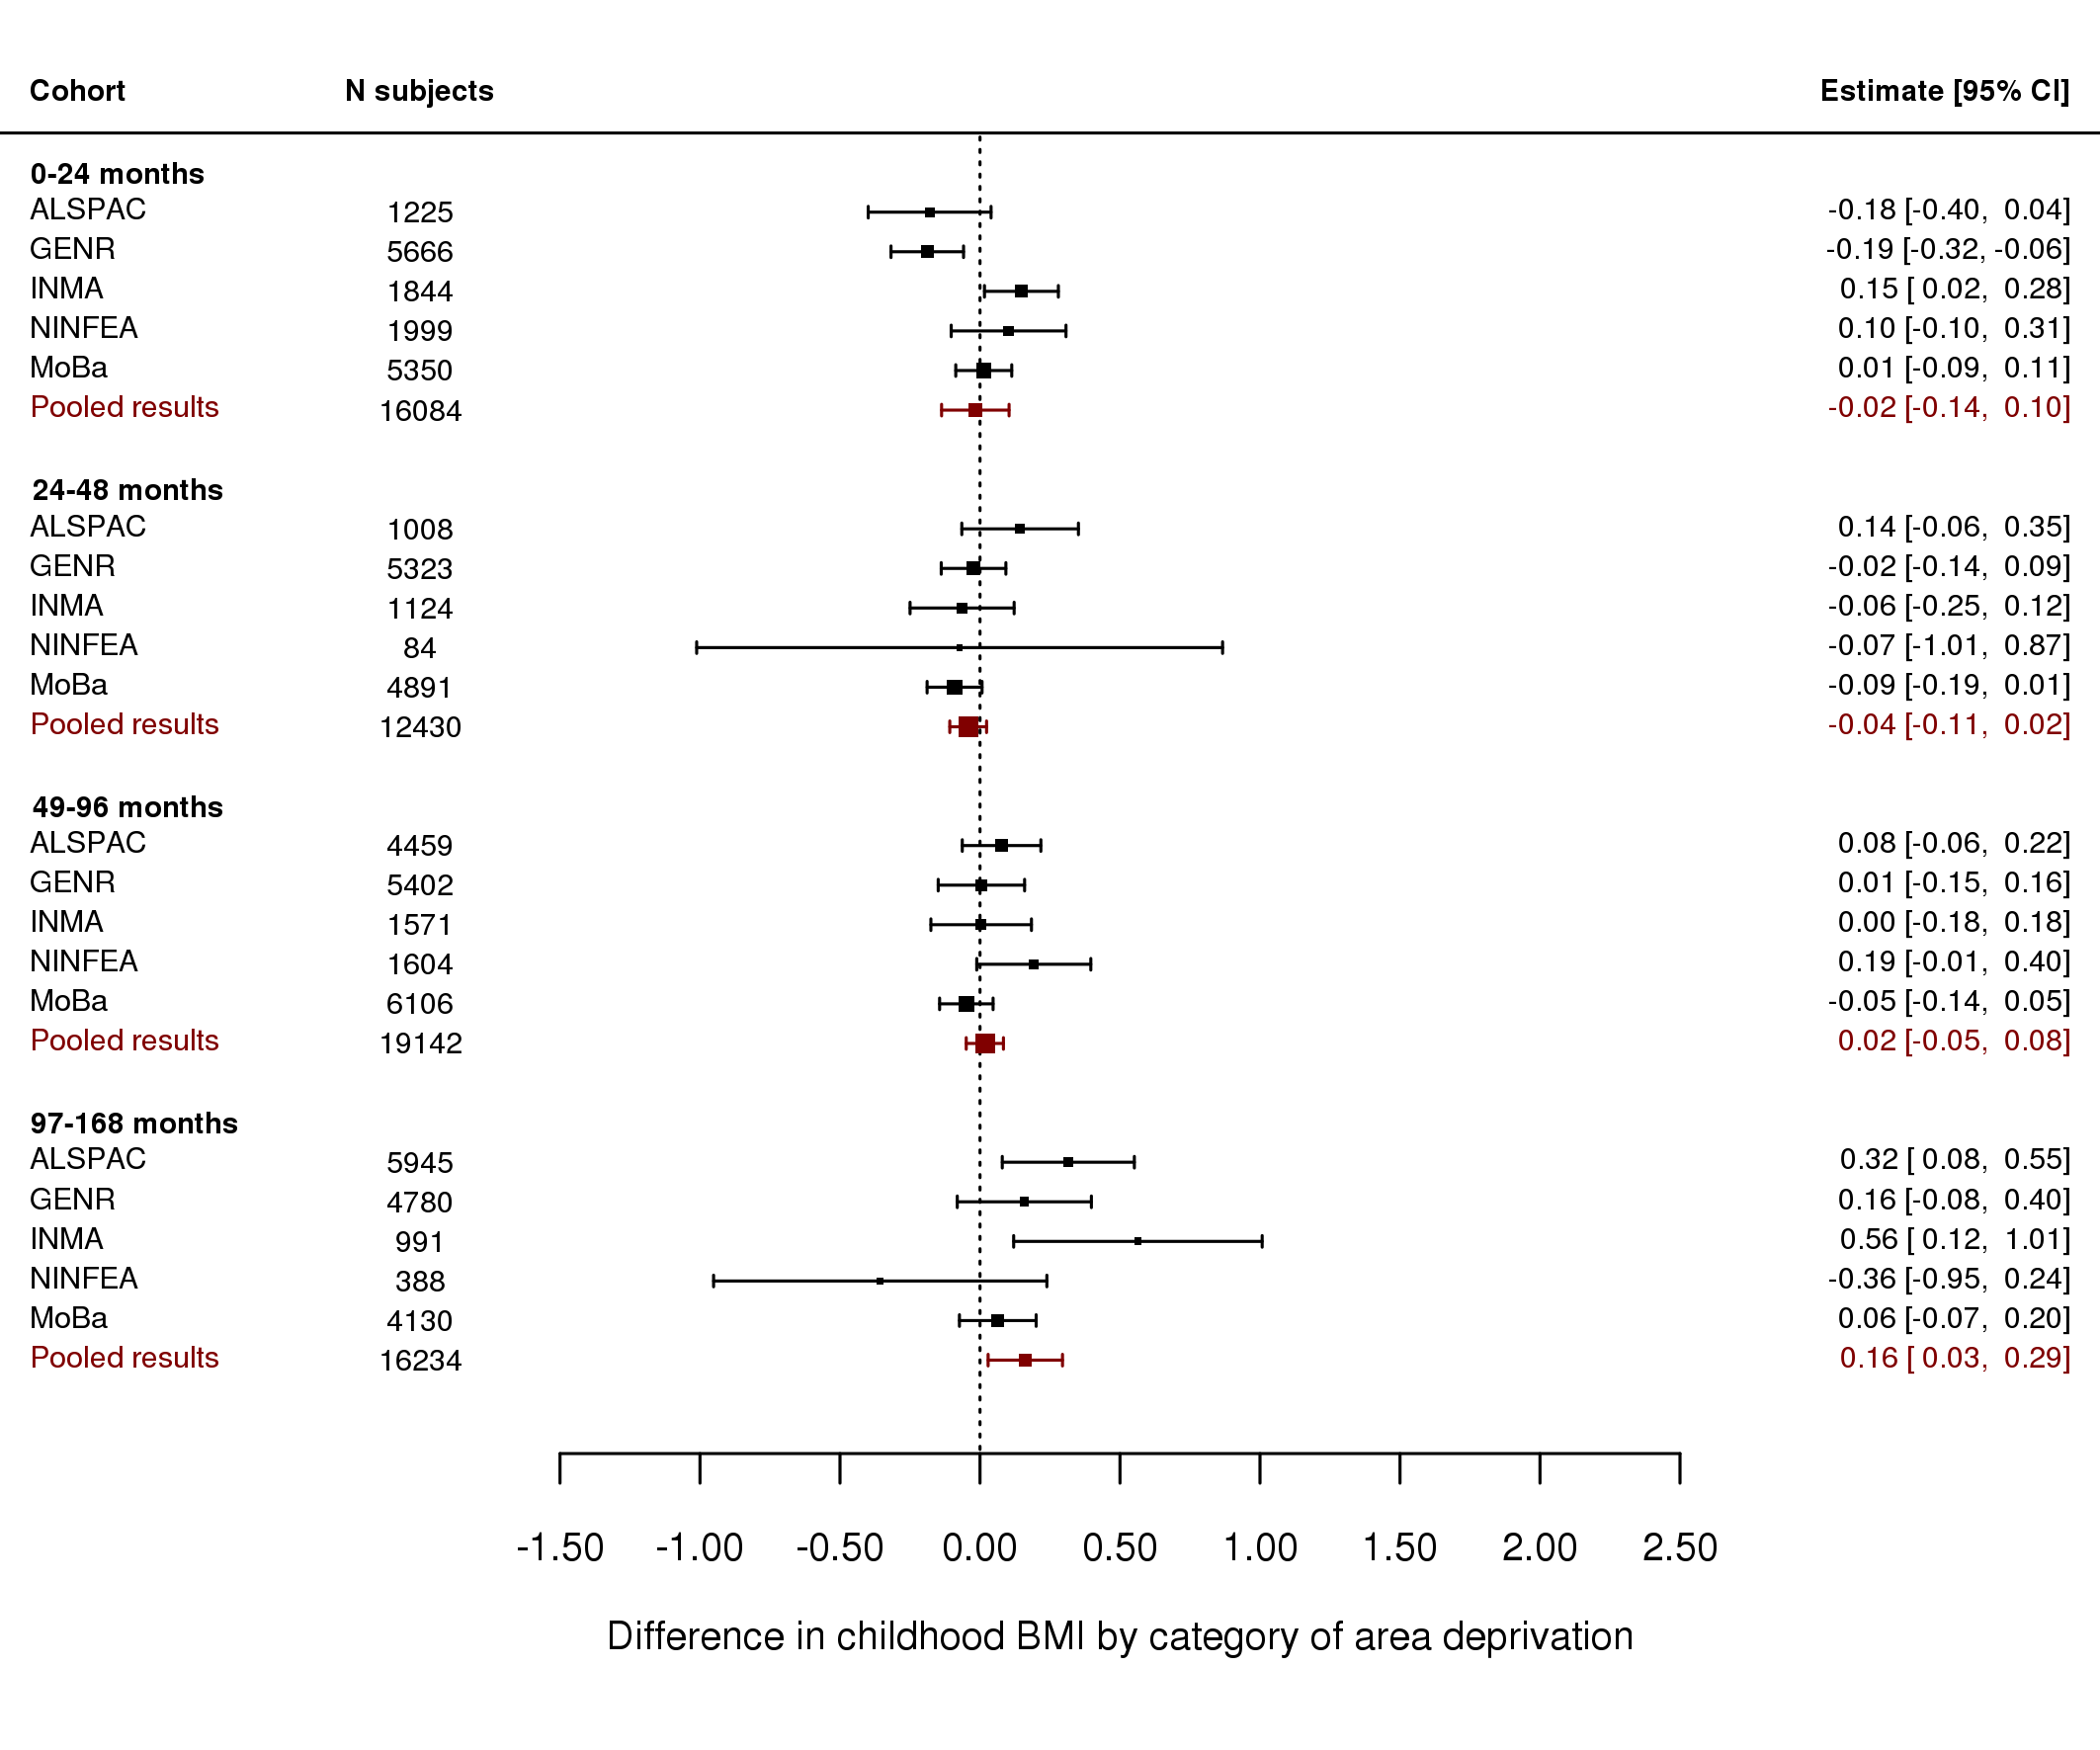 Cohort N subjects Estimate [95% CI]
0-24 months
ALSPAC 1225 -0.18 [-0.40, 0.04]
GENR 5666 -0.19 [-0.32, -0.06]
INMA 1844 0.15 [ 0.02, 0.28]
NINFEA 1999 0.10 [-0.10, 0.31]
MoBa 5350 0.01 [-0.09, 0.11]
Pooled results 16084 -0.02 [-0.14, 0.10]
24-48 months
ALSPAC 1008 0.14 [-0.06, 0.35]
GENR 5323 -0.02 [-0.14, 0.09]
INMA 1124 -0.06 [-0.25, 0.12]
NINFEA 84 -0.07 [-1.01, 0.87]
MoBa 4891 -0.09 [-0.19, 0.01]
Pooled results 12430 -0.04 [-0.11, 0.02]
49-96 months
ALSPAC 4459 0.08 [-0.06, 0.22]
GENR 5402 0.01 [-0.15, 0.16]
INMA 1571 0.00 [-0.18, 0.18]
NINFEA 1604 0.19 [-0.01, 0.40]
MoBa 6106 -0.05 [-0.14, 0.05]
Pooled results 19142 0.02 [-0.05, 0.08]
97-168 months
ALSPAC 5945 0.32 [ 0.08, 0.55]
GENR 4780 0.16 [-0.08, 0.40]
INMA 991 0.56 [ 0.12, 1.01]
NINFEA 388 -0.36 [-0.95, 0.24]
MoBa 4130 0.06 [-0.07, 0.20]
Pooled results 16234 0.16 [ 0.03, 0.29]
-1.50 -1.00 -0.50 0.00 0.50 1.00 1.50 2.00 2.50
Difference in childhood BMI by category of area deprivation